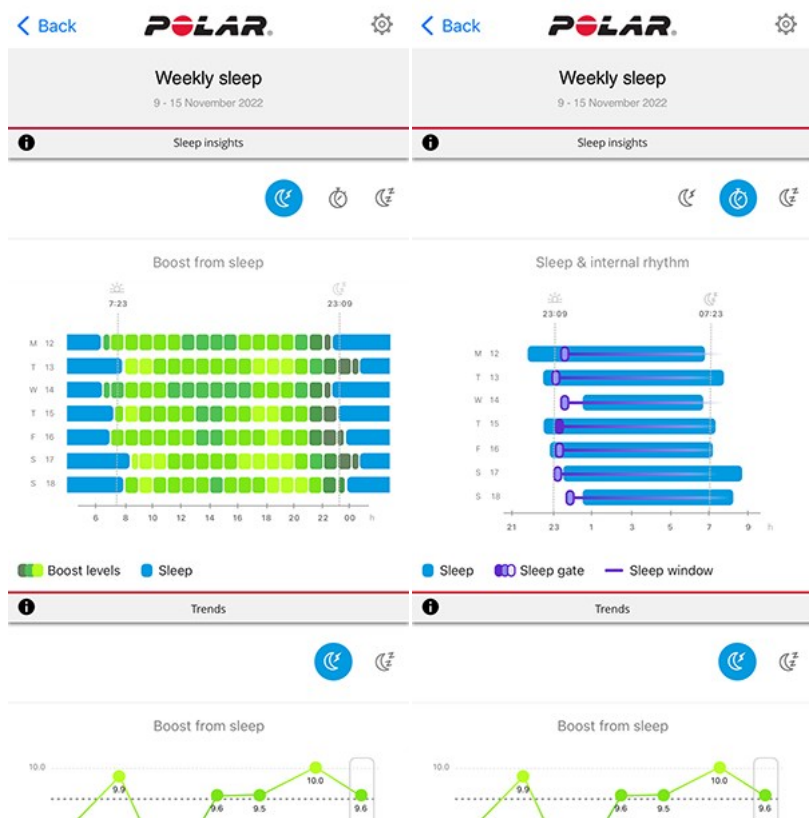 Back
POLAR
Weekly sleep
9 - 15 November 2022
Sleep insights
Boost from sleep
7:23
23:09
M 12
T 13
W 14
T 15
F 16
S 17
S 18
6 8 10 12 14 16 18 20 22 00 h
Boost levels Sleep
Trends
Boost from sleep
10.0
9.9
9.6
9.5
10.0
9.6
Back
POLAR
Weekly sleep
9 - 15 November 2022
Sleep insights
Sleep & internal rhythm
23:09
07:23
M 12
T 13
W 14
T 15
F 16
S 17
S 18
21 23 1 3 5 7 9 h
Sleep Sleep gate Sleep window
Trends
Boost from sleep
10.0
9.9
9.6
9.5
10.0
9.6